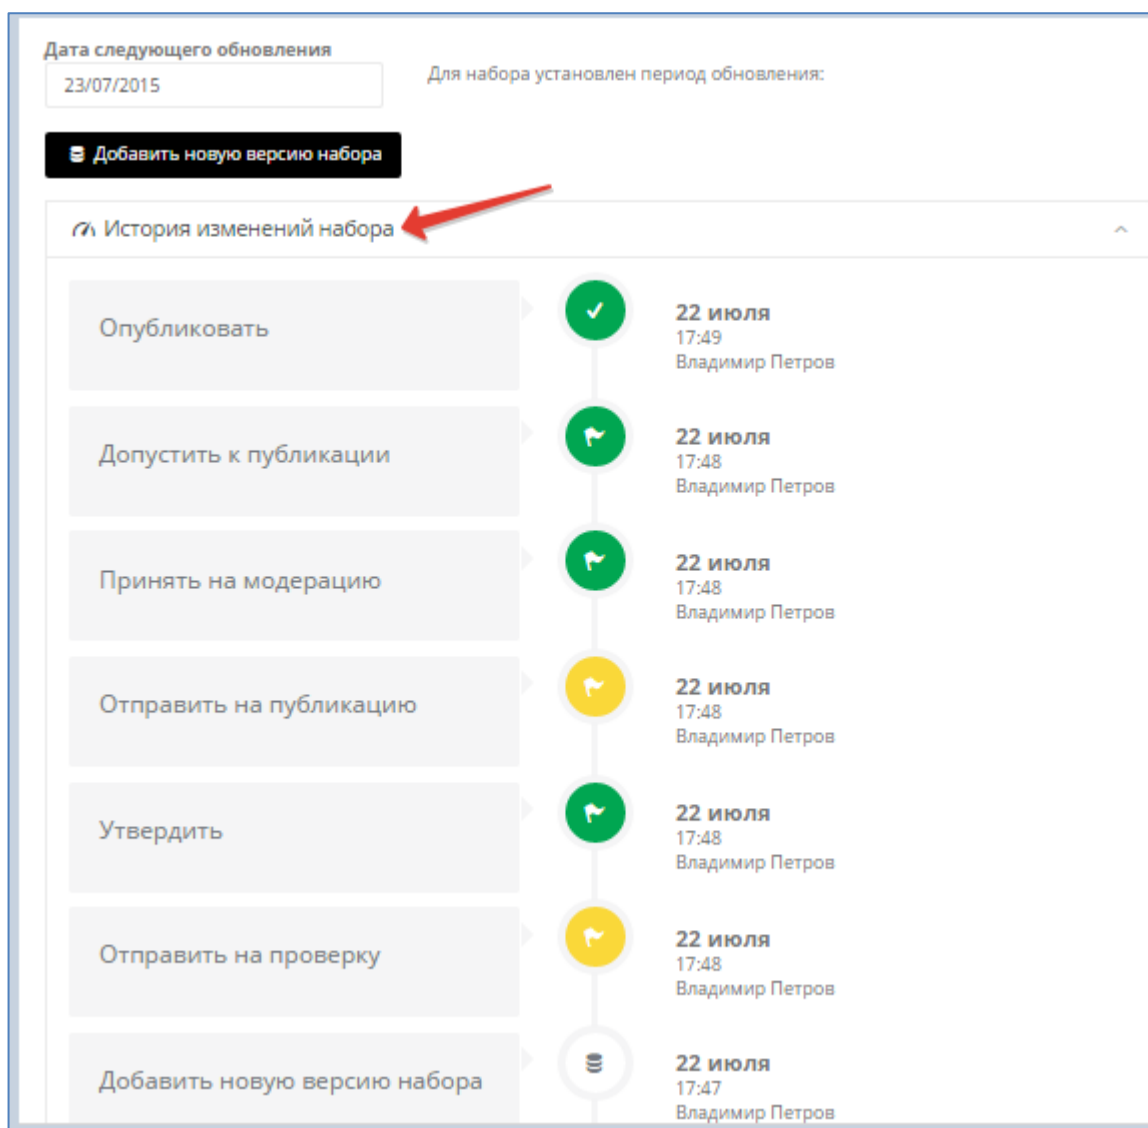 Дата следующего обновления
23/07/2015
Для набора установлен период обновления:
Добавить новую версию набора
История изменений набора
Опубликовать
22 июля
17:49
Владимир Петров
Допустить к публикации
22 июля
17:48
Владимир Петров
Принять на модерацию
22 июля
17:48
Владимир Петров
Отправить на публикацию
22 июля
17:48
Владимир Петров
Утвердить
22 июля
17:48
Владимир Петров
Отправить на проверку
22 июля
17:48
Владимир Петров
Добавить новую версию набора
22 июля
17:47
Владимир Петров